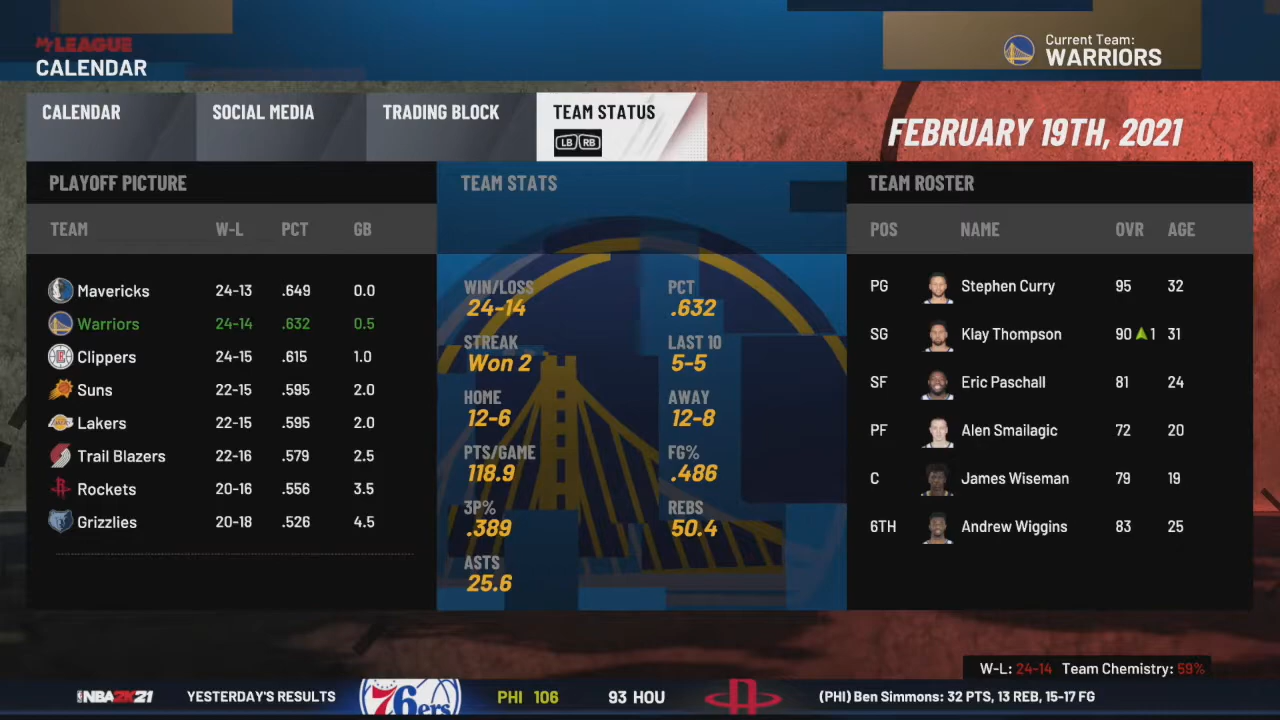 MyLEAGUE
CALENDAR
Current Team:
WARRIORS
CALENDAR SOCIAL MEDIA TRADING BLOCK TEAM STATUS
LB RB
FEBRUARY 19TH, 2021
PLAYOFF PICTURE
TEAM W-L PCT GB
Mavericks 24-13 .649 0.0
Warriors 24-14 .632 0.5
Clippers 24-15 .615 1.0
Suns 22-15 .595 2.0
Lakers 22-15 .595 2.0
Trail Blazers 22-16 .579 2.5
Rockets 20-16 .556 3.5
Grizzlies 20-18 .526 4.5
TEAM STATS
WIN/LOSS PCT
24-14 .632
STREAK LAST 10
Won 2 5-5
HOME AWAY
12-6 12-8
PTS/GAME FG%
118.9 .486
3P% REBS
.389 50.4
ASTS
25.6
TEAM ROSTER
POS NAME OVR AGE
PG Stephen Curry 95 32
SG Klay Thompson 90 1 31
SF Eric Paschall 81 24
PF Alen Smailagic 72 20
C James Wiseman 79 19
6TH Andrew Wiggins 83 25
W-L: 24-14 Team Chemistry: 59%
NBA 2K21 YESTERDAY'S RESULTS 76ers PHI 106 93 HOU R (PHI) Ben Simmons: 32 PTS, 13 REB, 15-17 FG